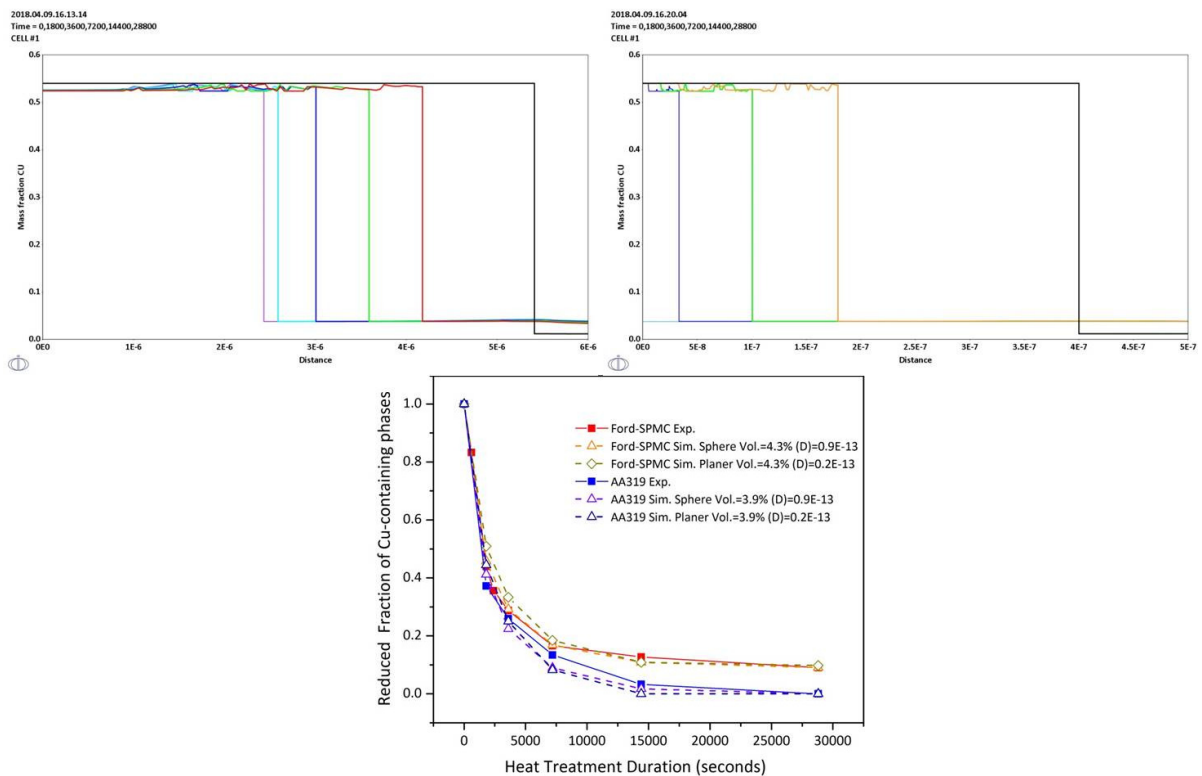 2018.04.09.16.13.14
Time = 0,1800,3600,7200,14400,28800
CELL #1
0.6
0.5
0.4
0.3
0.2
0.1
0.0
Mass fraction CU
0E0 1E-6 2E-6 3E-6 4E-6 5E-6 6E-6
Distance
2018.04.09.16.20.04
Time = 0,1800,3600,7200,14400,28800
CELL #1
0.6
0.5
0.4
0.3
0.2
0.1
0.0
Mass fraction CU
0E0 5E-8 1E-7 1.5E-7 2E-7 2.5E-7 3E-7 3.5E-7 4E-7 4.5E-7 5E-7
Distance
Reduced Fraction of Cu-containing phases
1.0
0.8
0.6
0.4
0.2
0.0
Ford-SPMC Exp.
Ford-SPMC Sim. Sphere Vol.=4.3% (D)=0.9E-13
Ford-SPMC Sim. Planer Vol.=4.3% (D)=0.2E-13
AA319 Exp.
AA319 Sim. Sphere Vol.=3.9% (D)=0.9E-13
AA319 Sim. Planer Vol.=3.9% (D)=0.2E-13
0 5000 10000 15000 20000 25000 30000
Heat Treatment Duration (seconds)